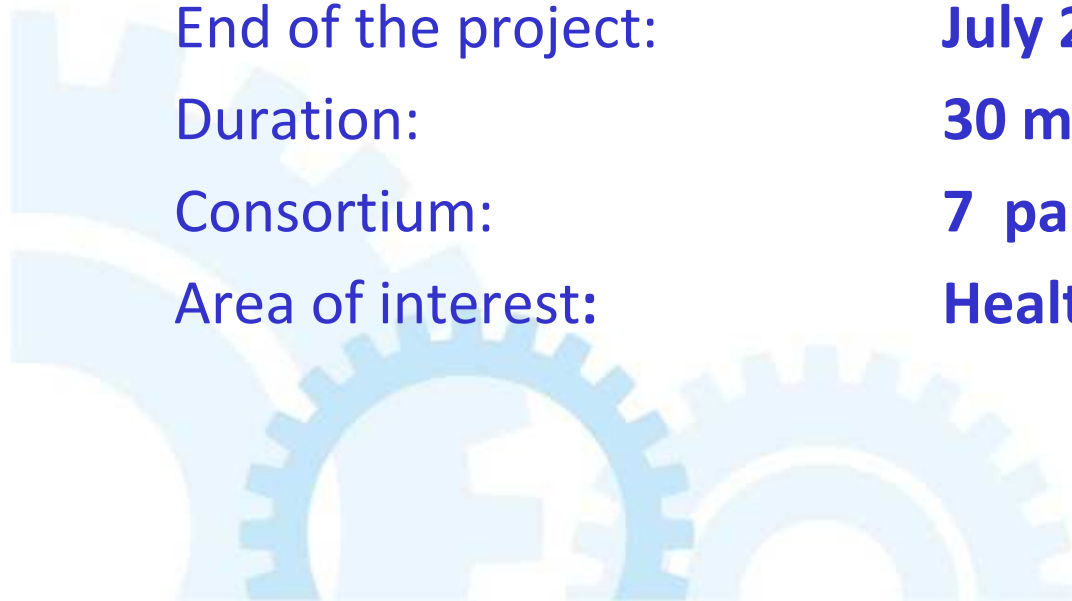 End of the project: July
Duration: 30
Consortium: 7
Area of interest: